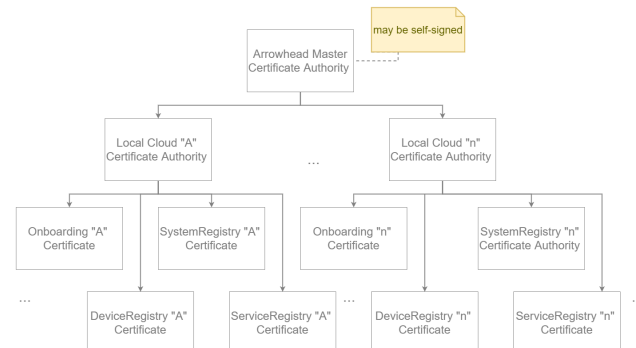 may be self-signed
Arrowhead Master
Certificate Authority
Local Cloud "A"
Certificate Authority
...
Local Cloud "n"
Certificate Authority
Onboarding "A"
Certificate
SystemRegistry "A"
Certificate
Onboarding "n"
Certificate
SystemRegistry "n"
Certificate Authority
...
DeviceRegistry "A"
Certificate
ServiceRegistry "A"
Certificate
...
DeviceRegistry "n"
Certificate
ServiceRegistry "n"
Certificate